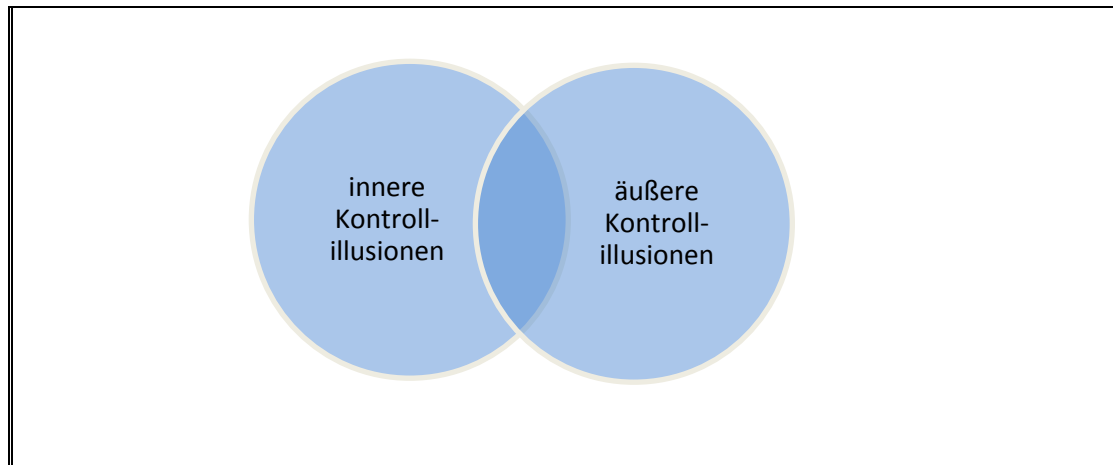 innere
Kontroll-
illusionen
äußere
Kontroll-
illusionen